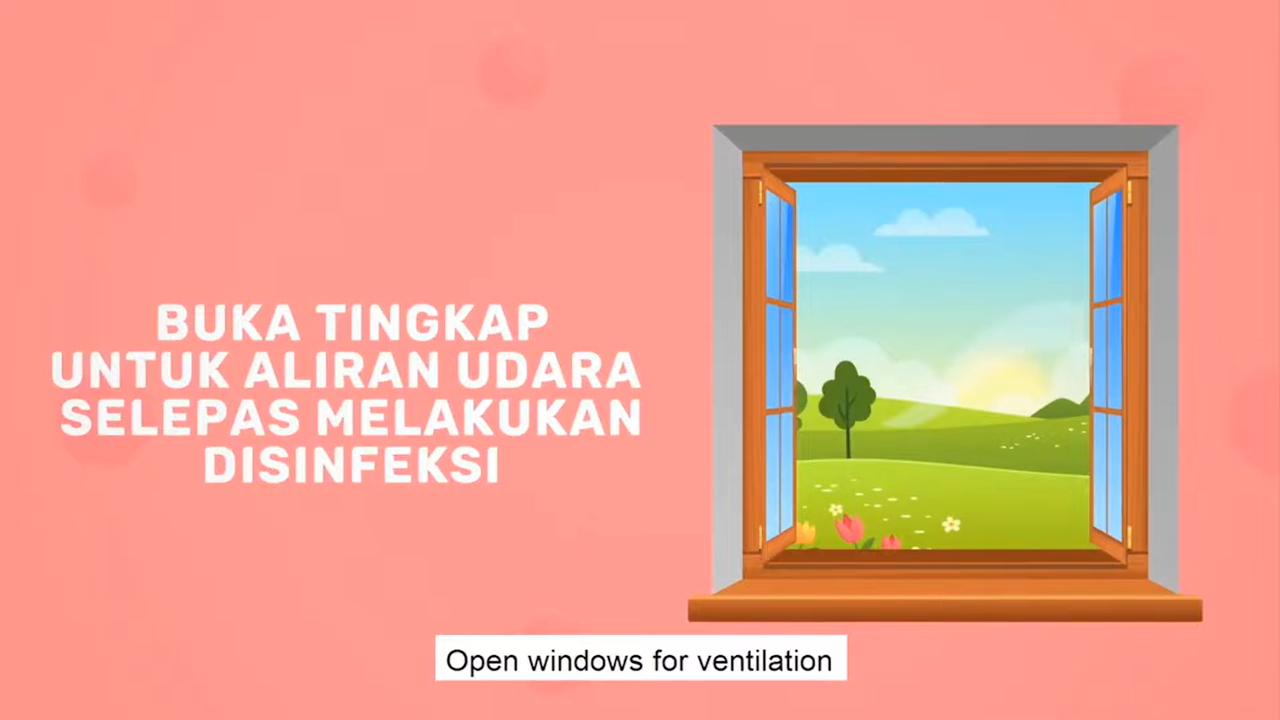 BUKA TINGKAP
UNTUK ALIRAN UDARA
SELEPAS MELAKUKAN
DISINFEKSI
Open windows for ventilation